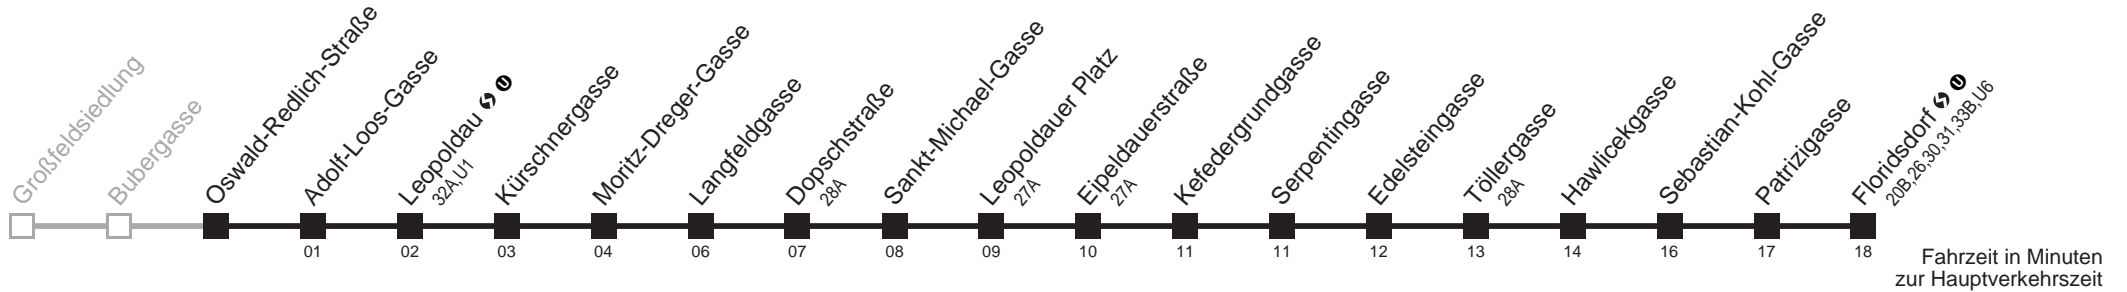 Großfeldsiedlung
Bubergasse
Oswald-Redlich-Straße
Adolf-Loos-Gasse
Leopoldau U
32A,U1
Kürschnergasse
Moritz-Dreger-Gasse
Langfeldgasse
Dopschstraße
28A
Sankt-Michael-Gasse
Leopoldauer Platz
27A
Eipeldauerstraße
27A
Kefedergrundgasse
Serpentingasse
Edelsteingasse
Töllergasse
28A
Hawlicekgasse
Sebastian-Kohl-Gasse
Patrizigasse
Floridsdorf U
20B,26,30,31,33B,U6
01 02 03 04 06 07 08 09 10 11 11 12 13 14 16 17 18
Fahrzeit in Minuten
zur Hauptverkehrszeit